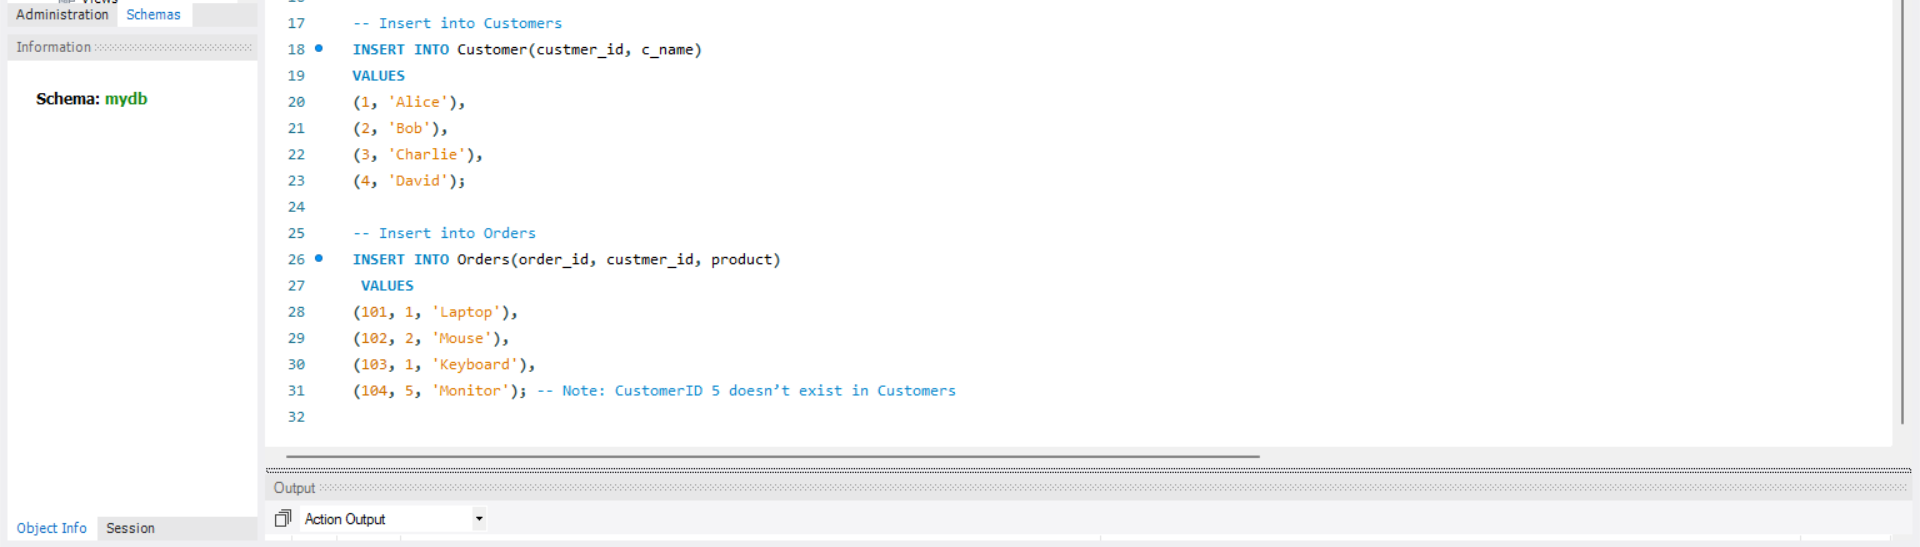 Views
Administration Schemas
Information
Schema: mydb
Object Info Session
17 -- Insert into Customers
18 INSERT INTO Customer(custmer_id, c_name)
19 VALUES
20 (1, 'Alice'),
21 (2, 'Bob'),
22 (3, 'Charlie'),
23 (4, 'David');
24
25 -- Insert into Orders
26 INSERT INTO Orders(order_id, custmer_id, product)
27 VALUES
28 (101, 1, 'Laptop'),
29 (102, 2, 'Mouse'),
30 (103, 1, 'Keyboard'),
31 (104, 5, 'Monitor'); -- Note: CustomerID 5 doesn’t exist in Customers
32
Output
Action Output